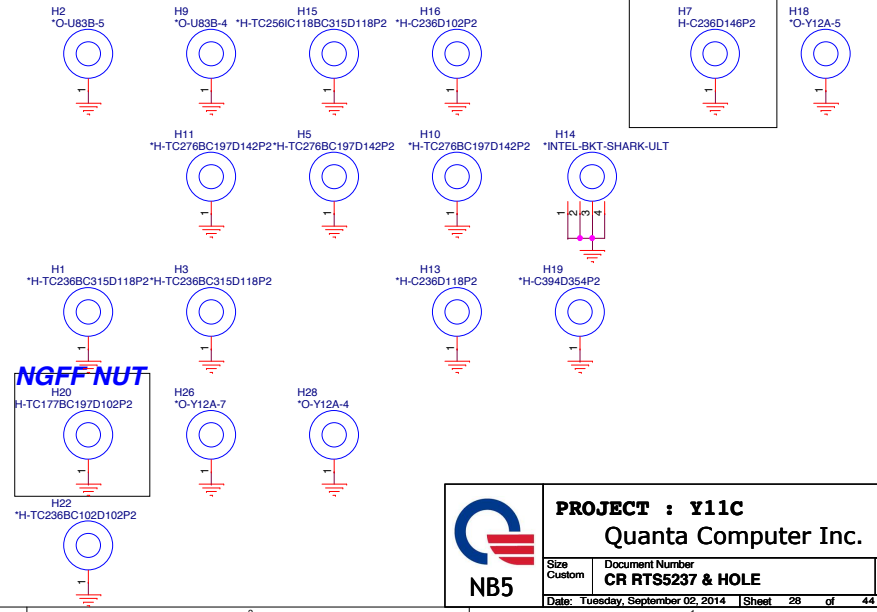 H2 H9 H15 H16 H7 H18
*O-U83B-5 *O-U83B-4 *H-TC256IC118BC315D118P2 *H-C236D102P2 H-C236D146P2 *O-Y12A-5
1 1 1 1 1 1
H11 H5 H10 H14
*H-TC276BC197D142P2 *H-TC276BC197D142P2 *H-TC276BC197D142P2 *INTEL-BKT-SHARK-ULT
1 1 1 1 2 3 4
H1 H3 H13 H19
*H-TC236BC315D118P2 *H-TC236BC315D118P2 *H-C236D118P2 *H-C394D354P2
1 1 1 1
NGFF NUT
H20 H26 H28
H-TC177BC197D102P2 *O-Y12A-7 *O-Y12A-4
1 1 1
H22
*H-TC236BC102D102P2
1
NB5
PROJECT : Y11C
Quanta Computer Inc.
Size Document Number
Custom CR RTS5237 & HOLE
Date: Tuesday, September 02, 2014 Sheet 28 of 44